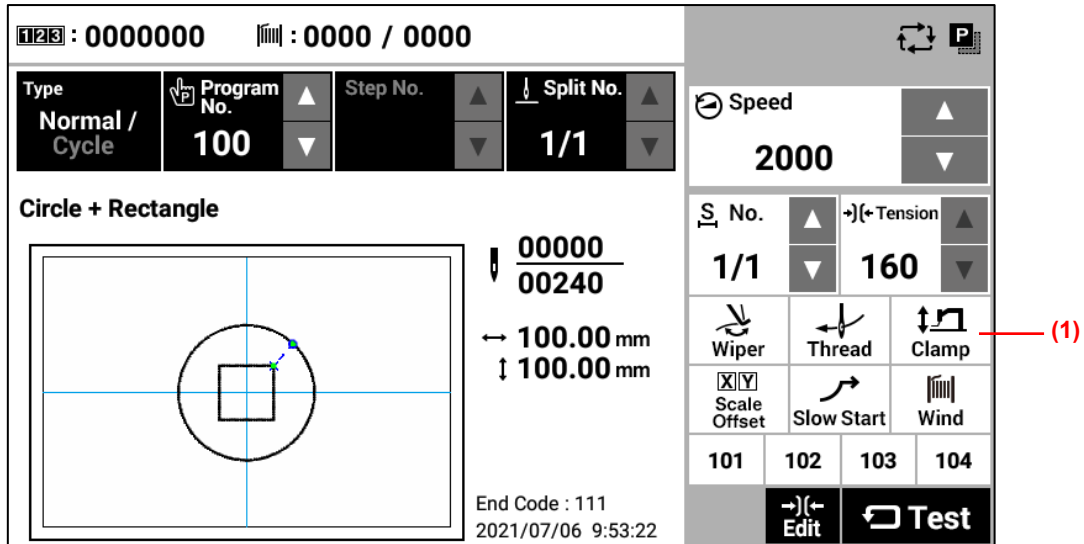 123 : 0000000 : 0000 / 0000
P
Type
Normal /
Cycle
P Program
No.
100
Step No.
Split No.
1/1
Speed
2000
Circle + Rectangle
00000
00240
100.00 mm
100.00 mm
S No.
1/1
Tension
160
Wiper
Thread
Clamp
(1)
X Y
Scale
Offset
Slow Start
Wind
101 102 103 104
End Code : 111
2021/07/06 9:53:22
Edit
Test